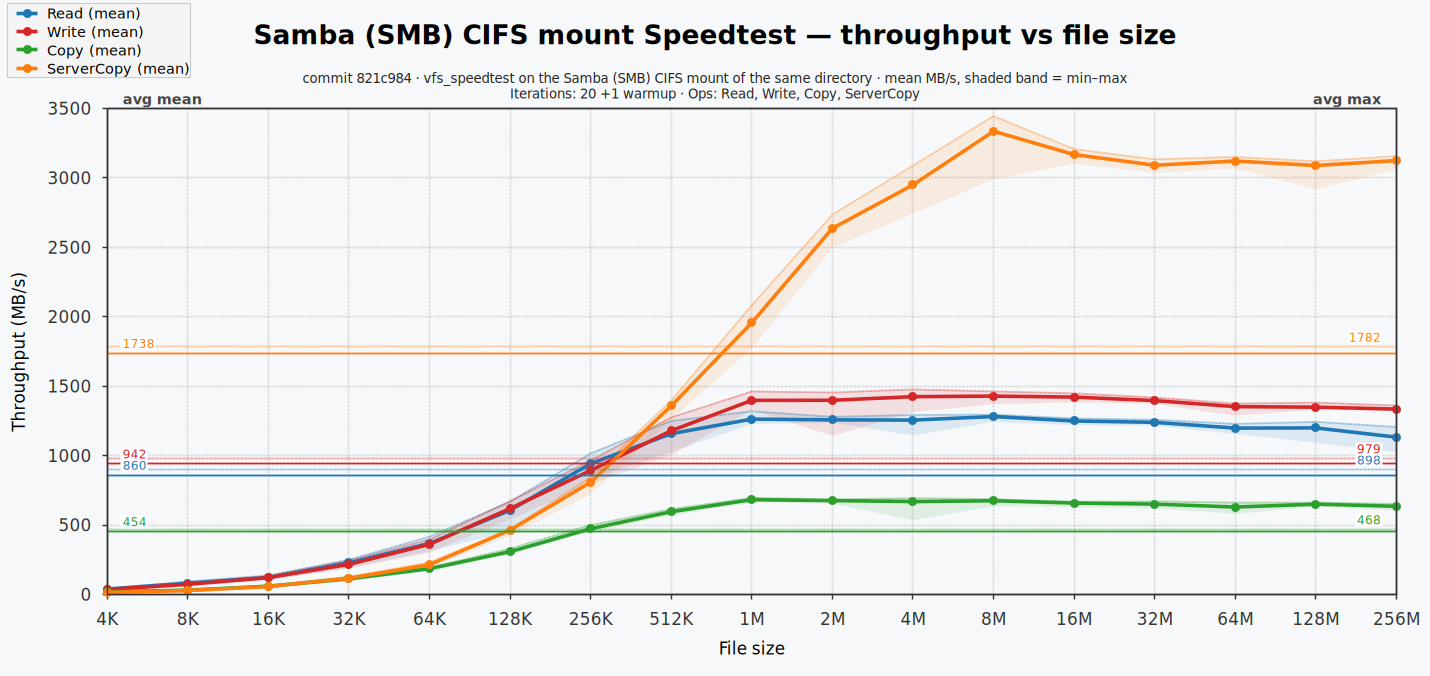 Read (mean)
Write (mean)
Copy (mean)
ServerCopy (mean)
Samba (SMB) CIFS mount Speedtest — throughput vs file size
commit 821c984 · vfs_speedtest on the Samba (SMB) CIFS mount of the same directory · mean MB/s, shaded band = min–max
Iterations: 20 +1 warmup · Ops: Read, Write, Copy, ServerCopy
avg mean
avg max
3500
3000
2500
2000
1500
1000
500
0
Throughput (MB/s)
1738
1782
942
979
860
898
454
468
4K
8K
16K
32K
64K
128K
256K
512K
1M
2M
4M
8M
16M
32M
64M
128M
256M
File size